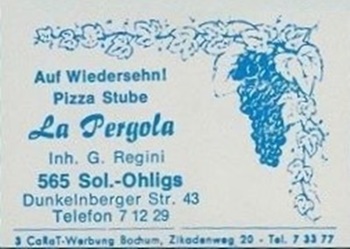 Auf Wiedersehn!
Pizza Stube
La Pergola
Inh. G. Regini
565 Sol.-Ohligs
Dunkelnberger Str. 43
Telefon 7 12 29
3 CaRaT-Werbung Bochum, Zikadenweg 20 - Tel. 7 33 77